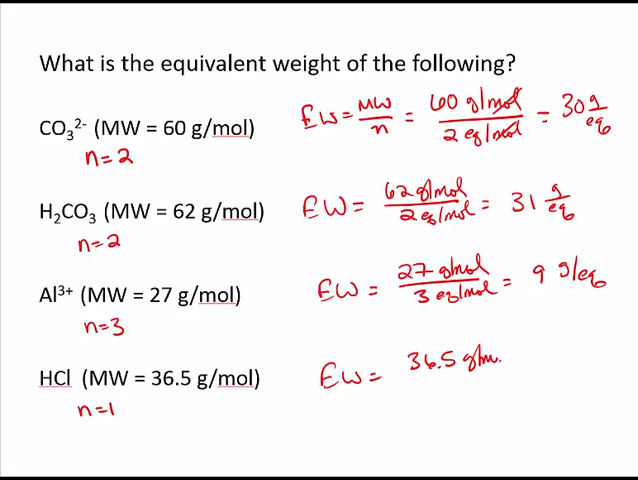 What is the equivalent weight of the following?
CO₃²⁻ (MW = 60 g/mol)
n=2
EW = MW/n = 60 g/mol / 2 eq/mol = 30 g/eq
H₂CO₃ (MW = 62 g/mol)
n=2
EW = 62 g/mol / 2 eq/mol = 31 g/eq
Al³⁺ (MW = 27 g/mol)
n=3
EW = 27 g/mol / 3 eq/mol = 9 g/eq
HCl (MW = 36.5 g/mol)
n=1
EW = 36.5 g/m